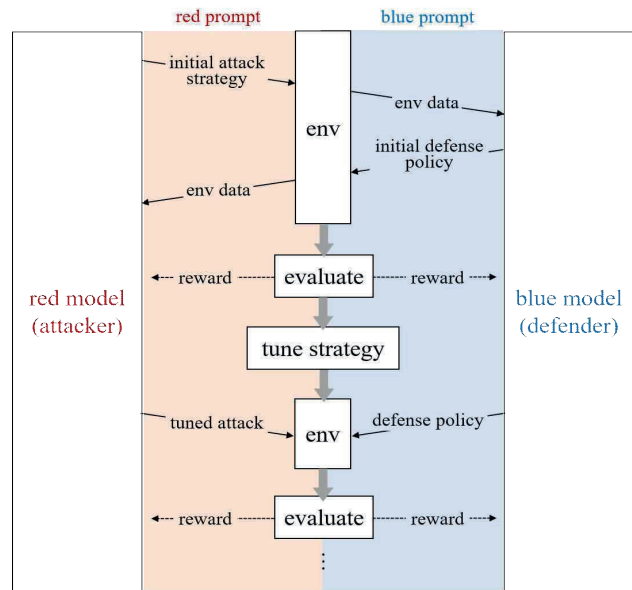 red prompt
blue prompt
initial attack
strategy
env data
env
initial defense
policy
env data
reward
evaluate
reward
red model
(attacker)
blue model
(defender)
tune strategy
tuned attack
env
defense policy
reward
evaluate
reward
⋮